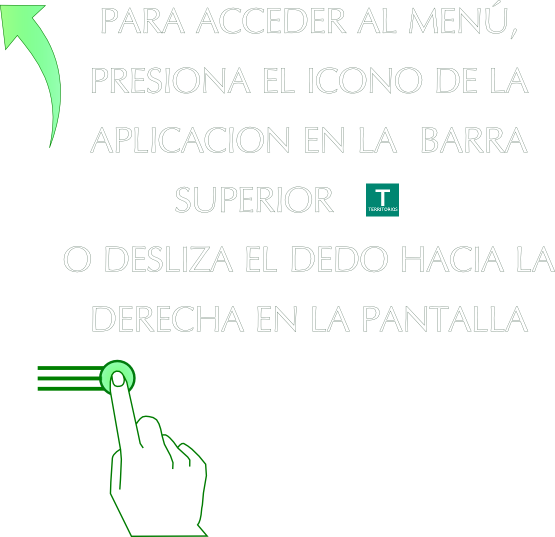 PARA ACCEDER AL MENÚ,
PRESIONA EL ICONO DE LA
APLICACION EN LA BARRA
SUPERIOR
T
TERRITORIOS
O DESLIZA EL DEDO HACIA LA
DERECHA EN LA PANTALLA